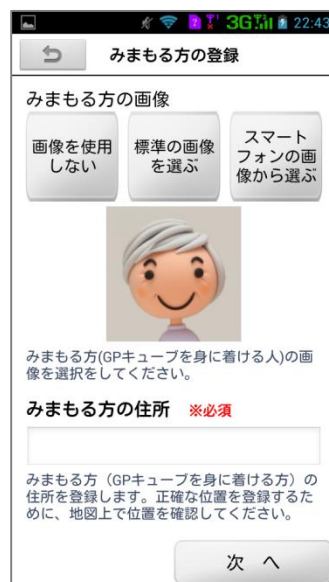 3G 22:43
みまもる方の登録
みまもる方の画像
画像を使用
しない
標準の画像
を選ぶ
スマート
フォンの画
像から選ぶ
みまもる方(GPキューブを身に着ける人)の画
像を選択をしてください。
みまもる方の住所 ※必須
みまもる方（GPキューブを身に着ける方）の
住所を登録します。正確な位置を登録するた
めに、地図上で位置を確認してください。
次 へ